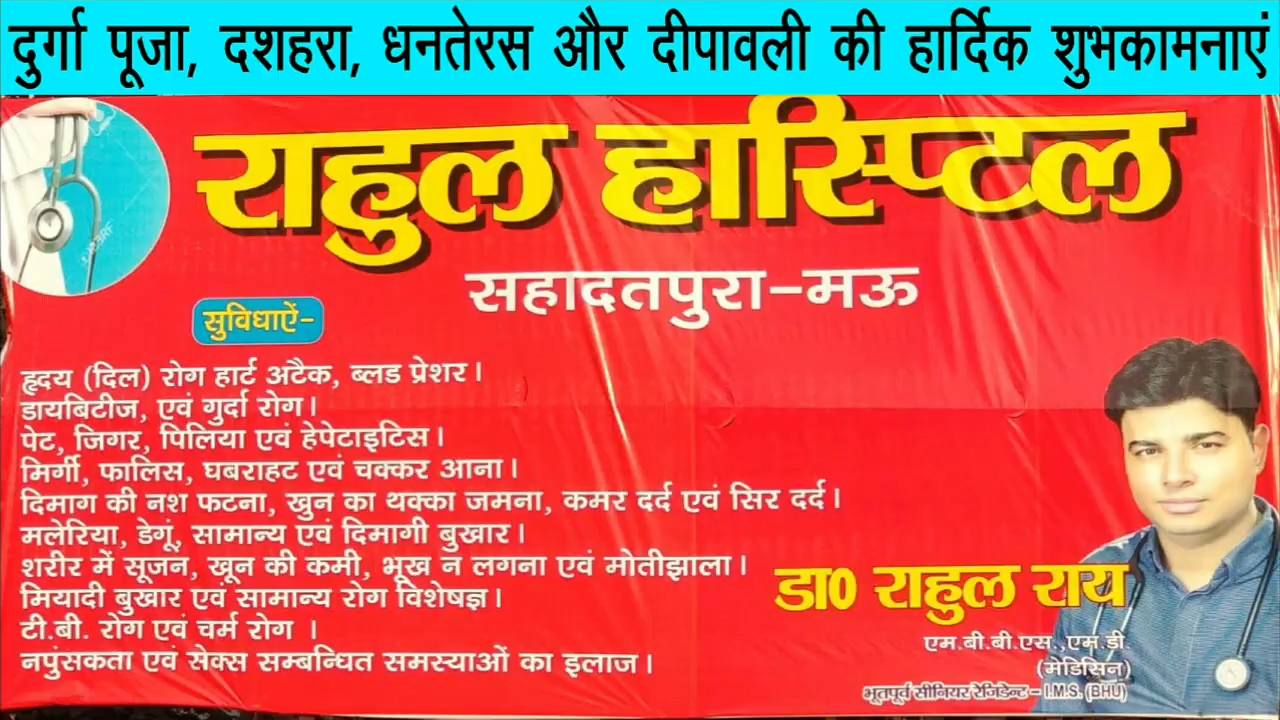 दुर्गा पूजा, दशहरा, धनतेरस और दीपावली की हार्दिक शुभकामनाएं
राहुल हास्पिटल
सहादतपुरा-मऊ
सुविधाऐं-
हृदय (दिल) रोग हार्ट अटैक, ब्लड प्रेशर।
डायबिटीज, एवं गुर्दा रोग।
पेट, जिगर, पिलिया एवं हेपेटाइटिस।
मिर्गी, फालिस, घबराहट एवं चक्कर आना।
दिमाग की नश फटना, खुन का थक्का जमना, कमर दर्द एवं सिर दर्द।
मलेरिया, डेगूं, सामान्य एवं दिमागी बुखार।
शरीर में सूजन, खून की कमी, भूख न लगना एवं मोतीझाला।
मियादी बुखार एवं सामान्य रोग विशेषज्ञ।
टी.बी. रोग एवं चर्म रोग ।
नपुंसकता एवं सेक्स सम्बन्धित समस्याओं का इलाज।
डा0 राहुल राय
एम.बी.बी.एस.,एम.डी.
(मेडिसिन)
भूतपूर्व सीनियर रेजिडेन्ट – I.M.S. (BHU)